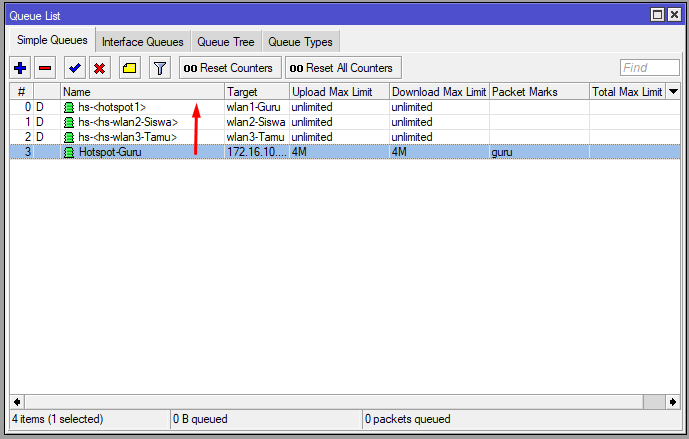 Queue List
Simple Queues Interface Queues Queue Tree Queue Types
00 Reset Counters 00 Reset All Counters Find
# Name Target Upload Max Limit Download Max Limit Packet Marks Total Max Limit
0 D hs-<hotspot1> wlan1-Guru unlimited unlimited
1 D hs-<hs-wlan2-Siswa> wlan2-Siswa unlimited unlimited
2 D hs-<hs-wlan3-Tamu> wlan3-Tamu unlimited unlimited
3 Hotspot-Guru 172.16.10.... 4M 4M guru
4 items (1 selected) 0 B queued 0 packets queued